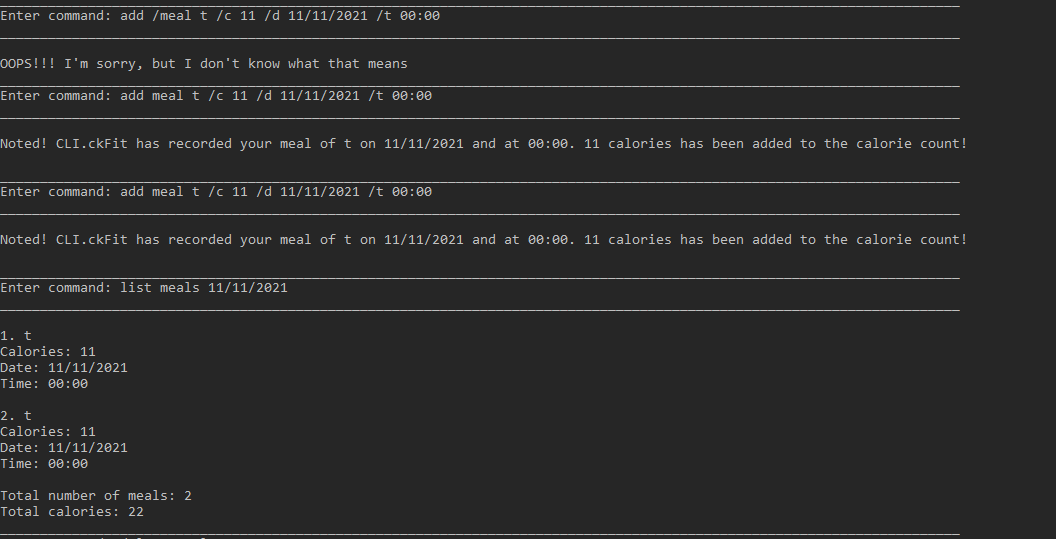 Enter command: add /meal t /c 11 /d 11/11/2021 /t 00:00
OOPS!!! I'm sorry, but I don't know what that means
Enter command: add meal t /c 11 /d 11/11/2021 /t 00:00
Noted! CLI.ckFit has recorded your meal of t on 11/11/2021 and at 00:00. 11 calories has been added to the calorie count!
Enter command: add meal t /c 11 /d 11/11/2021 /t 00:00
Noted! CLI.ckFit has recorded your meal of t on 11/11/2021 and at 00:00. 11 calories has been added to the calorie count!
Enter command: list meals 11/11/2021
1. t
Calories: 11
Date: 11/11/2021
Time: 00:00
2. t
Calories: 11
Date: 11/11/2021
Time: 00:00
Total number of meals: 2
Total calories: 22